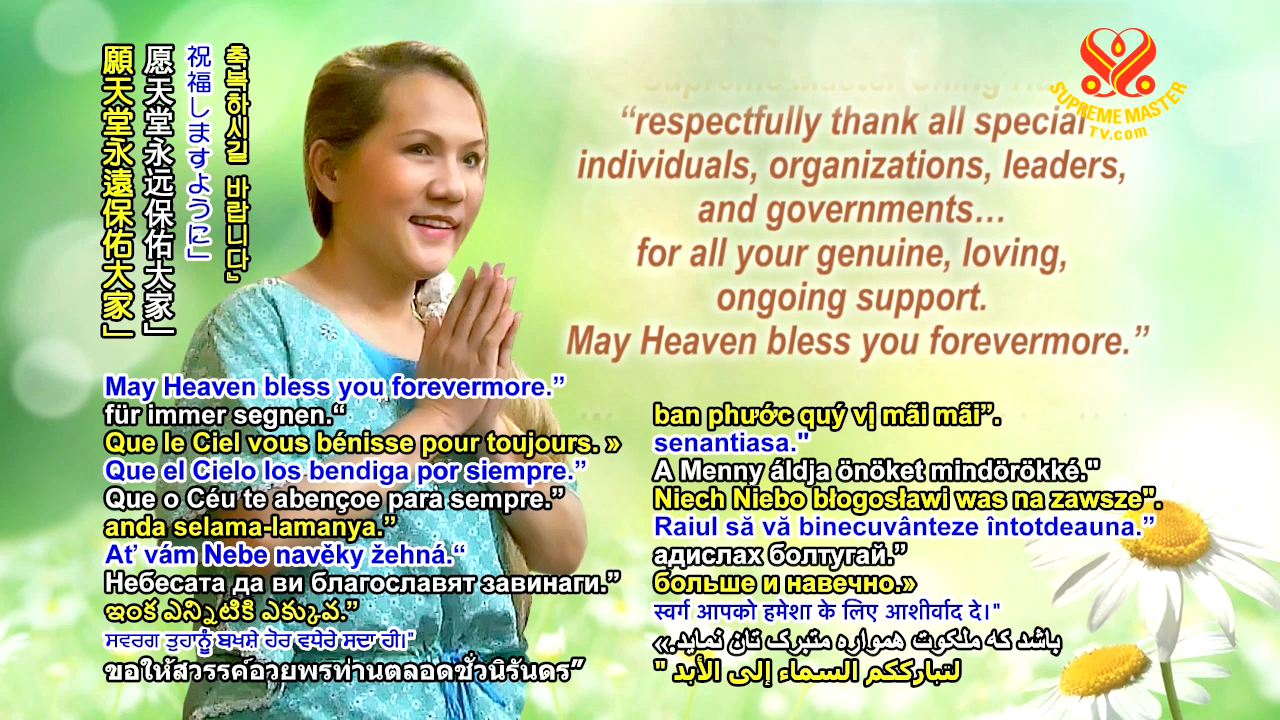 願天堂永遠保佑大家」
愿天堂永远保佑大家」
祝福しますように」
축복하시길 바랍니다』
SUPREME MASTER
TV.com
Supreme Master Ching Hai
“respectfully thank all special
individuals, organizations, leaders,
and governments…
for all your genuine, loving,
ongoing support.
May Heaven bless you forevermore.”
May Heaven bless you forevermore.”
für immer segnen.“
Que le Ciel vous bénisse pour toujours. »
Que el Cielo los bendiga por siempre.”
Que o Céu te abençoe para sempre.”
anda selama-lamanya.”
Ať vám Nebe navěky žehná.“
Небесата да ви благославят завинаги.”
ఇంక ఎన్నిటికి ఎక్కువ.”
ਸਵਰਗ ਤੁਹਾਨੂੰ ਬਖਸ਼ੇ ਹੋਰ ਵਧੇਰੇ ਸਦਾ ਹੀ।"
ขอให้สวรรค์อวยพรท่านตลอดชั่วนิรันดร”
ban phước quý vị mãi mãi”.
senantiasa."
A Menny áldja önöket mindörökké."
Niech Niebo błogosławi was na zawsze".
Raiul să vă binecuvânteze întotdeauna.”
адислах болтугай.”
больше и навечно.»
स्वर्ग आपको हमेशा के लिए आशीर्वाद दे।"
باشد که ملکوت همواره متبرک تان نماید.»
لتبارككم السماء إلى الأبد "